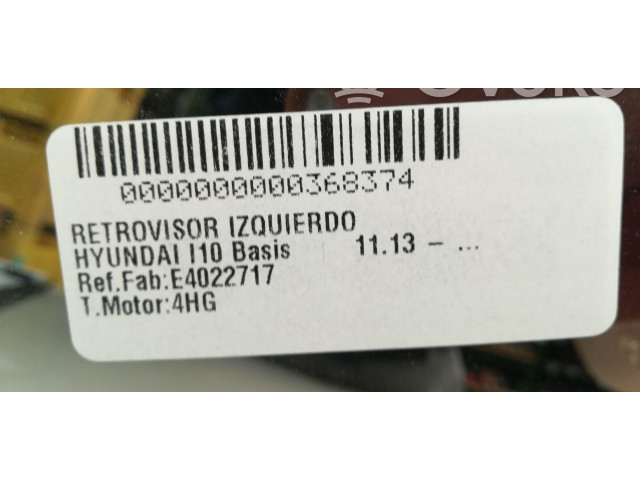 0000000000368374
RETROVISOR IZQUIERDO
HYUNDAI I10 Basis 11.13 - ...
Ref.Fab:E4022717
T.Motor:4HG